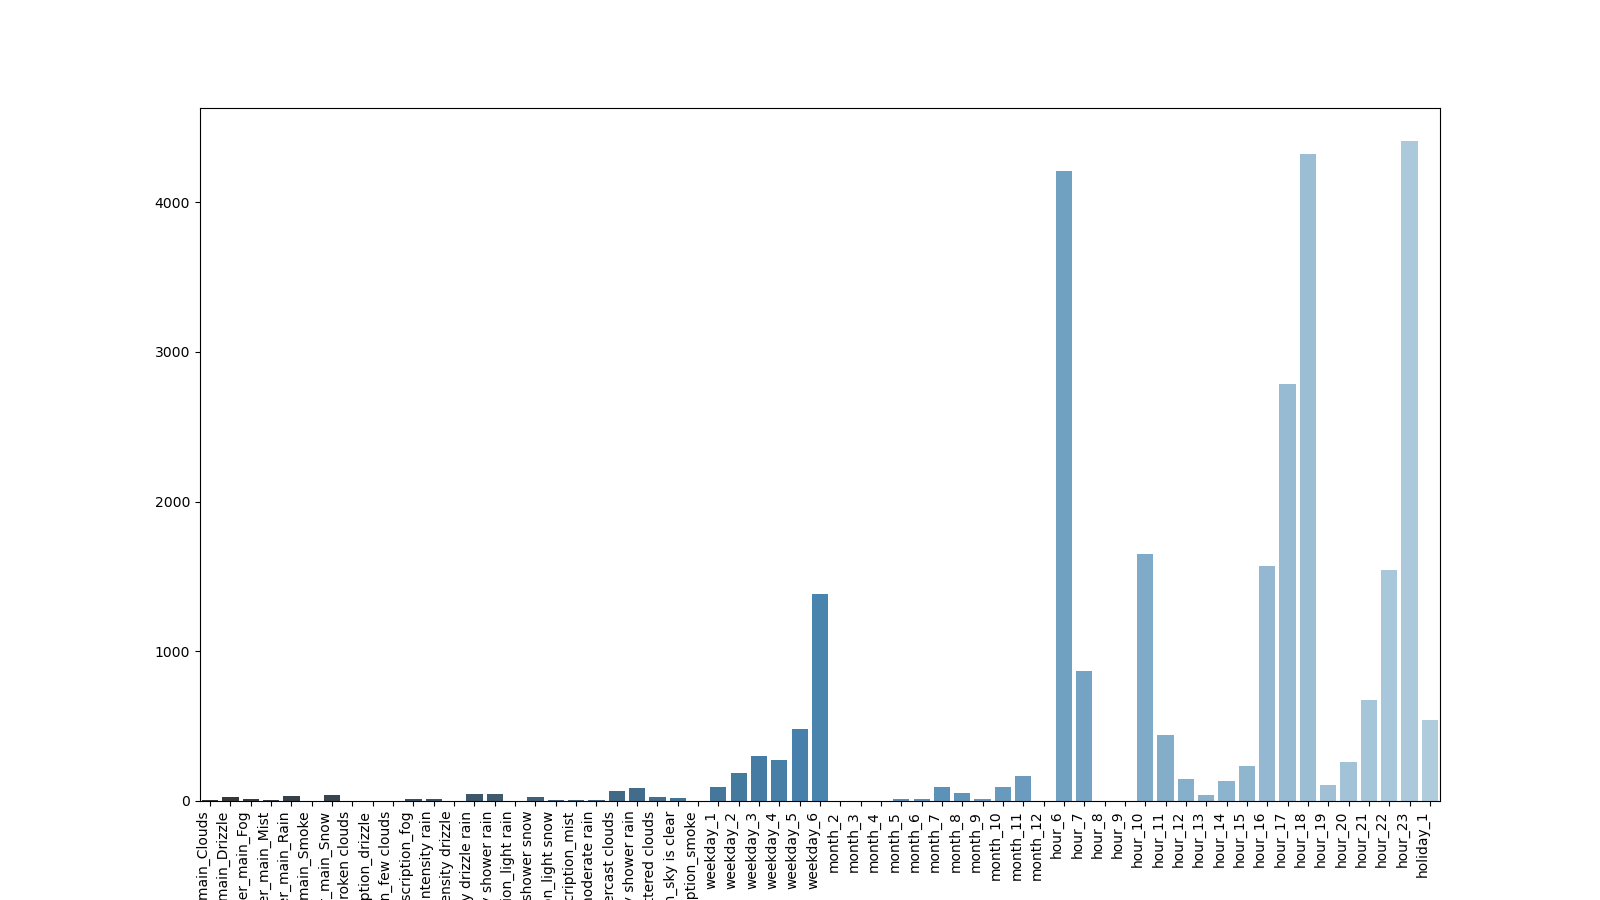 4000
3000
2000
1000
0
main_Clouds
main_Drizzle
er_main_Fog
er_main_Mist
er_main_Rain
main_Smoke
r_main_Snow
roken clouds
ption_drizzle
n_few clouds
scription_fog
ntensity rain
ensity drizzle
y drizzle rain
y shower rain
ion_light rain
shower snow
on_light snow
cription_mist
moderate rain
ercast clouds
y shower rain
ttered clouds
n_sky is clear
ption_smoke
weekday_1
weekday_2
weekday_3
weekday_4
weekday_5
weekday_6
month_2
month_3
month_4
month_5
month_6
month_7
month_8
month_9
month_10
month_11
month_12
hour_6
hour_7
hour_8
hour_9
hour_10
hour_11
hour_12
hour_13
hour_14
hour_15
hour_16
hour_17
hour_18
hour_19
hour_20
hour_21
hour_22
hour_23
holiday_1